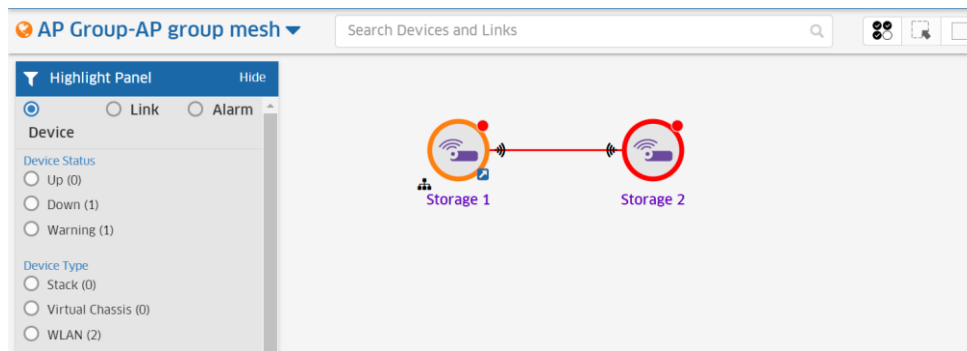 AP Group-AP group mesh
Search Devices and Links
Highlight Panel Hide
Link Alarm
Device
Device Status
Up (0)
Down (1)
Warning (1)
Device Type
Stack (0)
Virtual Chassis (0)
WLAN (2)
Storage 1
Storage 2